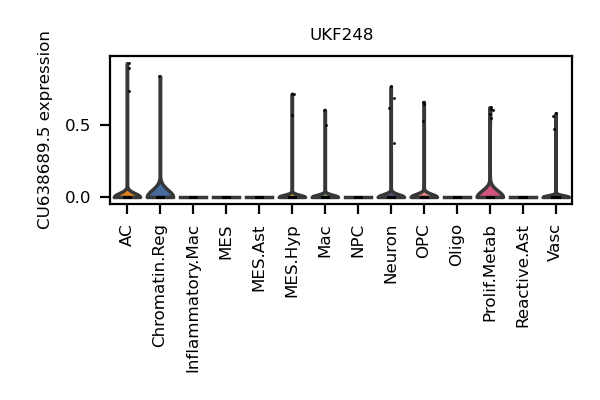 UKF248
CU638689.5 expression
0.5
0.0
AC
Chromatin.Reg
Inflammatory.Mac
MES
MES.Ast
MES.Hyp
Mac
NPC
Neuron
OPC
Oligo
Prolif.Metab
Reactive.Ast
Vasc